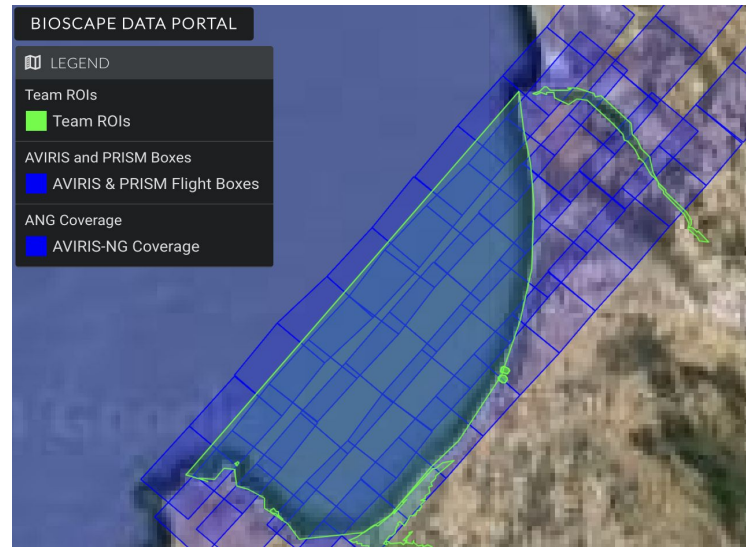 BIOSCAPE DATA PORTAL
LEGEND
Team ROIs
Team ROIs
AVIRIS and PRISM Boxes
AVIRIS & PRISM Flight Boxes
ANG Coverage
AVIRIS-NG Coverage